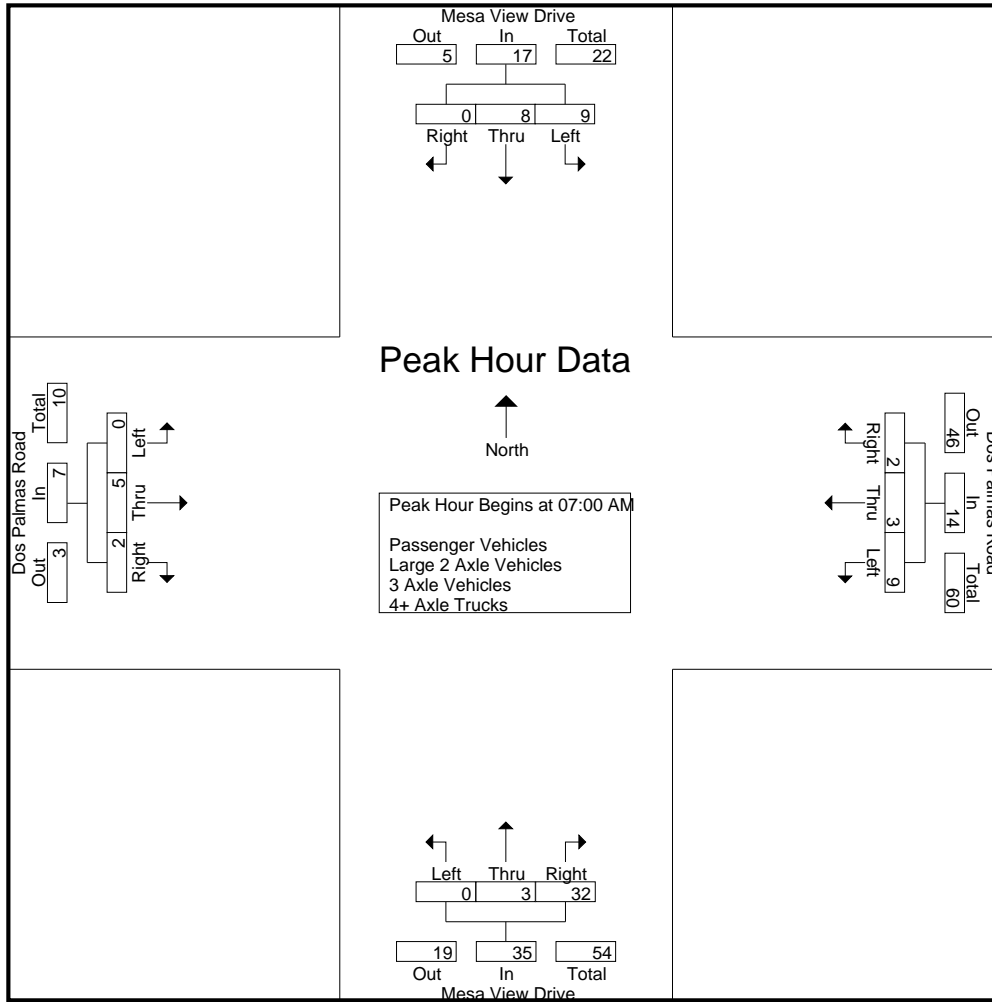 Mesa View Drive
Out In Total
5 17 22
0 8 9
Right Thru Left
Peak Hour Data
North
Peak Hour Begins at 07:00 AM
Passenger Vehicles
Large 2 Axle Vehicles
3 Axle Vehicles
4+ Axle Trucks
Dos Palmas Road
Out In Total
3 7 10
Right Thru Left
2 5 0
Dos Palmas Road
Out In Total
46 14 60
Right Thru Left
2 3 9
Left Thru Right
0 3 32
19 35 54
Out In Total
Mesa View Drive